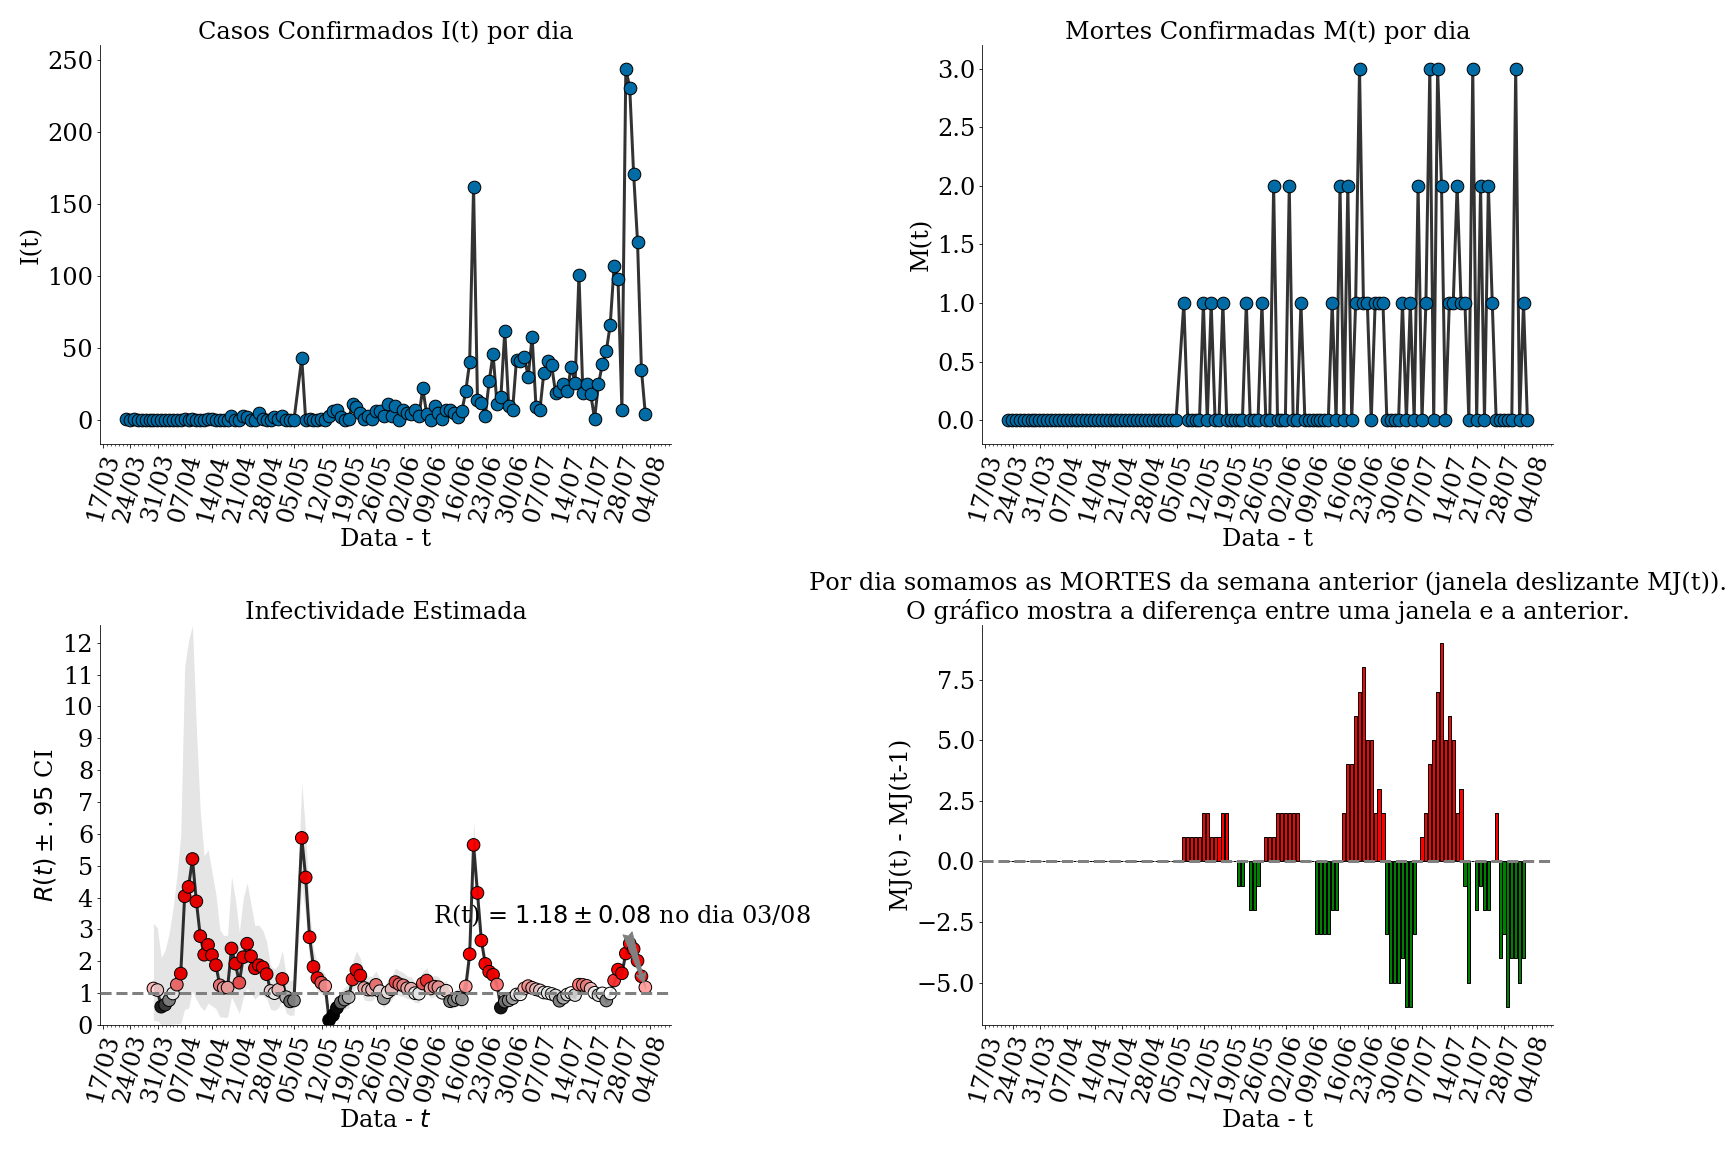 Casos Confirmados I(t) por dia
250
200
150
100
50
0
I(t)
17/03 24/03 31/03 07/04 14/04 21/04 28/04 05/05 12/05 19/05 26/05 02/06 09/06 16/06 23/06 30/06 07/07 14/07 21/07 28/07 04/08
Data - t
Mortes Confirmadas M(t) por dia
3.0
2.5
2.0
1.5
1.0
0.5
0.0
M(t)
17/03 24/03 31/03 07/04 14/04 21/04 28/04 05/05 12/05 19/05 26/05 02/06 09/06 16/06 23/06 30/06 07/07 14/07 21/07 28/07 04/08
Data - t
Infectividade Estimada
12
11
10
9
8
7
6
5
4
3
2
1
0
R(t) ± .95 CI
R(t) = 1.18 ± 0.08 no dia 03/08
17/03 24/03 31/03 07/04 14/04 21/04 28/04 05/05 12/05 19/05 26/05 02/06 09/06 16/06 23/06 30/06 07/07 14/07 21/07 28/07 04/08
Data - t
Por dia somamos as MORTES da semana anterior (janela deslizante MJ(t)).
O gráfico mostra a diferença entre uma janela e a anterior.
7.5
5.0
2.5
0.0
−2.5
−5.0
MJ(t) - MJ(t-1)
17/03 24/03 31/03 07/04 14/04 21/04 28/04 05/05 12/05 19/05 26/05 02/06 09/06 16/06 23/06 30/06 07/07 14/07 21/07 28/07 04/08
Data - t